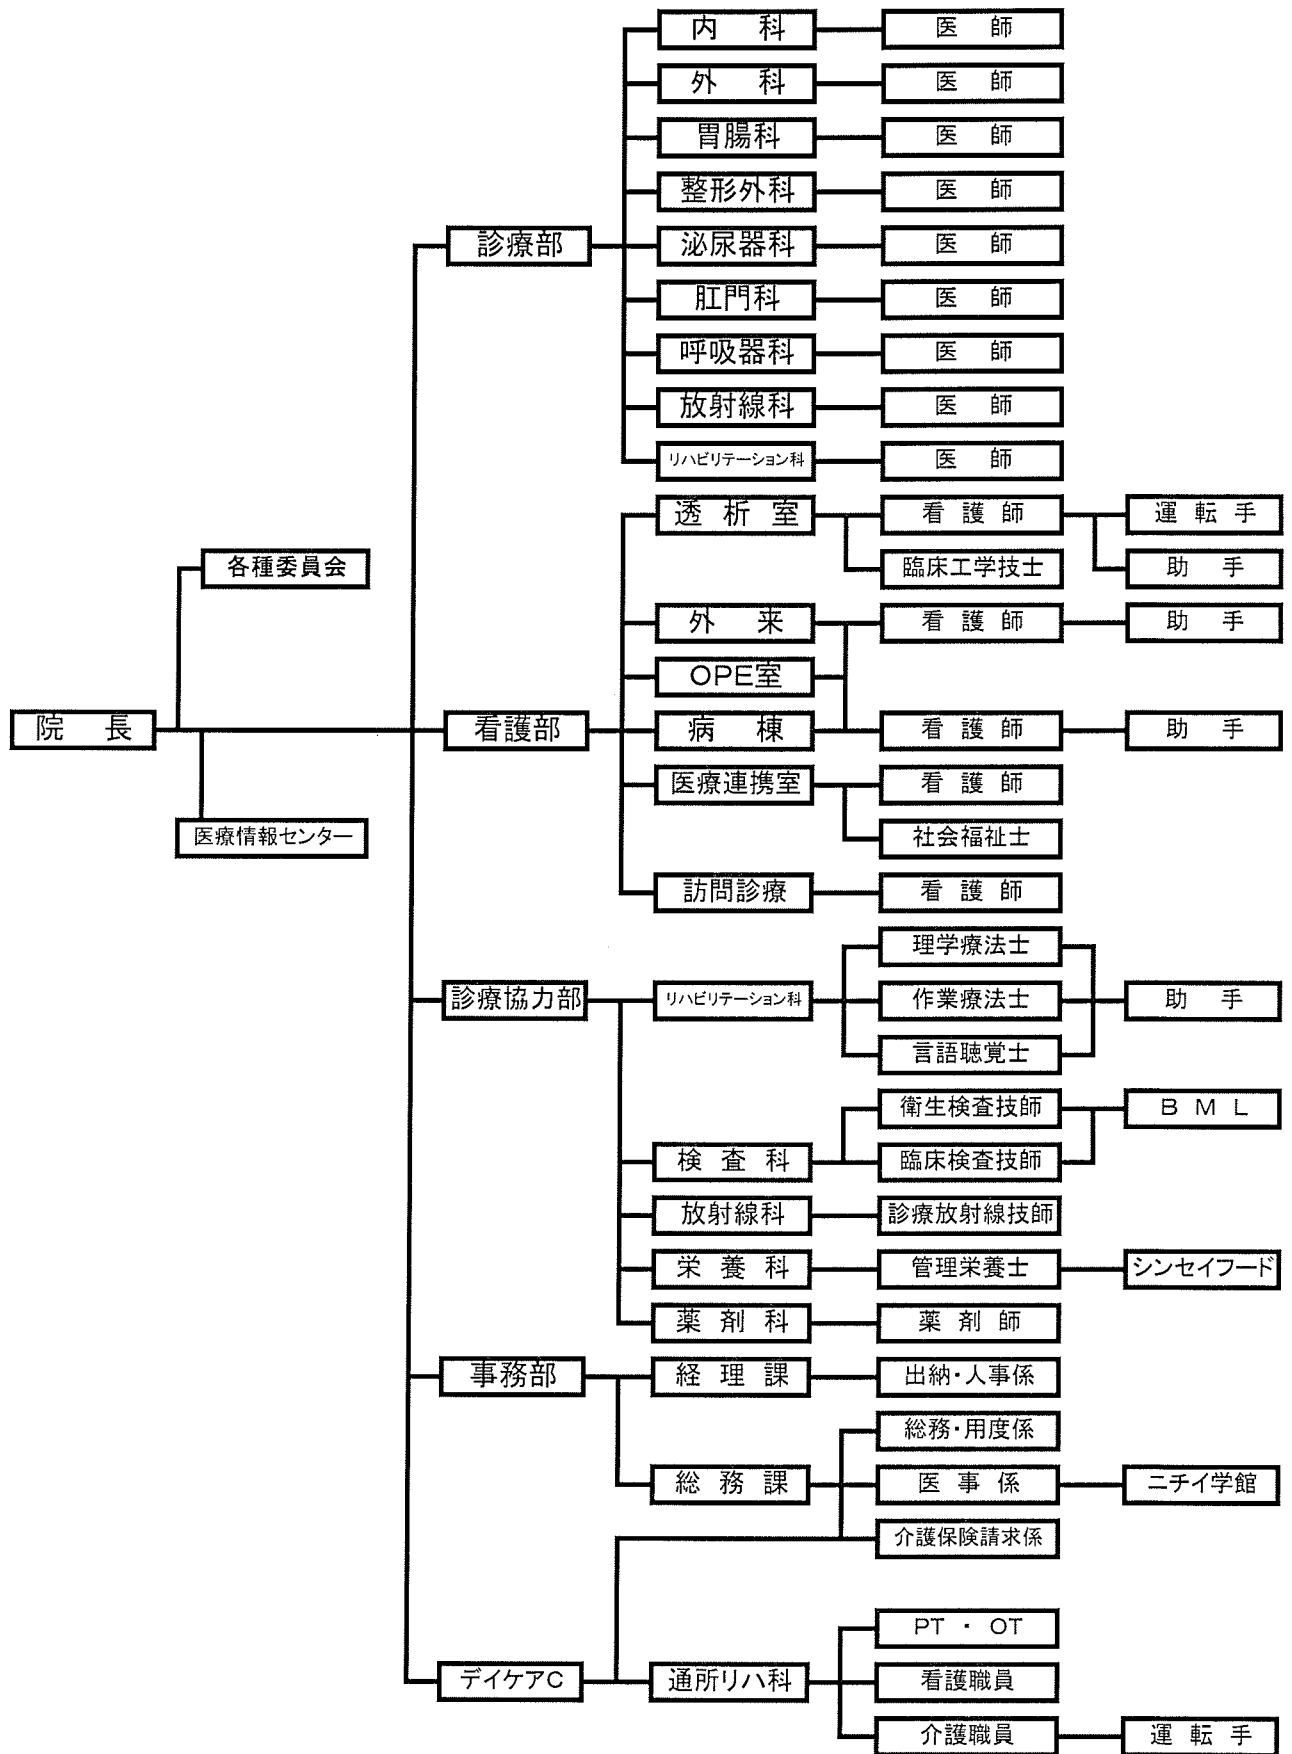 内 科 医 師
外 科 医 師
胃腸科 医 師
整形外科 医 師
診療部 泌尿器科 医 師
肛門科 医 師
呼吸器科 医 師
放射線科 医 師
リハビリテーション科 医 師
透 析 室 看 護 師 運 転 手
各種委員会 臨床工学技士 助 手
外 来 看 護 師 助 手
OPE室
院 長 看護部 病 棟 看 護 師 助 手
医療連携室 看 護 師
医療情報センター 社会福祉士
訪問診療 看 護 師
理学療法士
診療協力部 リハビリテーション科 作業療法士 助 手
言語聴覚士
衛生検査技師 B M L
検 査 科 臨床検査技師
放射線科 診療放射線技師
栄 養 科 管理栄養士 シンセイフード
薬 剤 科 薬 剤 師
事務部 経 理 課 出納・人事係
総務・用度係
総 務 課 医 事 係 ニチイ学館
介護保険請求係
PT ・ OT
デイケアC 通所リハ科 看護職員
介護職員 運 転 手